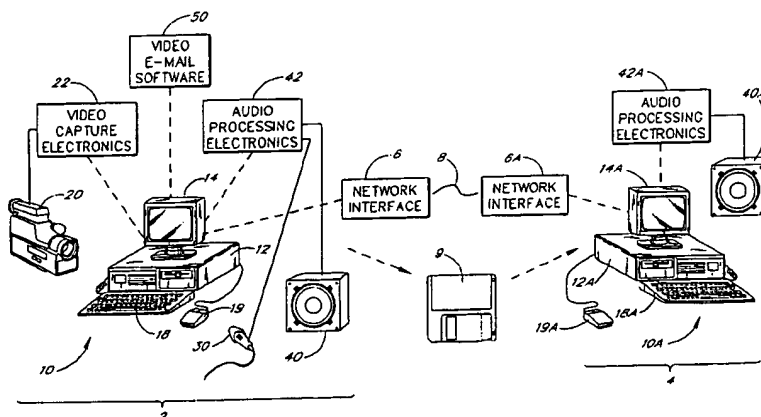 50
VIDEO
E-MAIL
SOFTWARE
22
VIDEO
CAPTURE
ELECTRONICS
42
AUDIO
PROCESSING
ELECTRONICS
42A
AUDIO
PROCESSING
ELECTRONICS
20
14
6
NETWORK
INTERFACE
8
6A
NETWORK
INTERFACE
14A
12
9
12A
18
19
30
40
10
19A
18A
10A
4